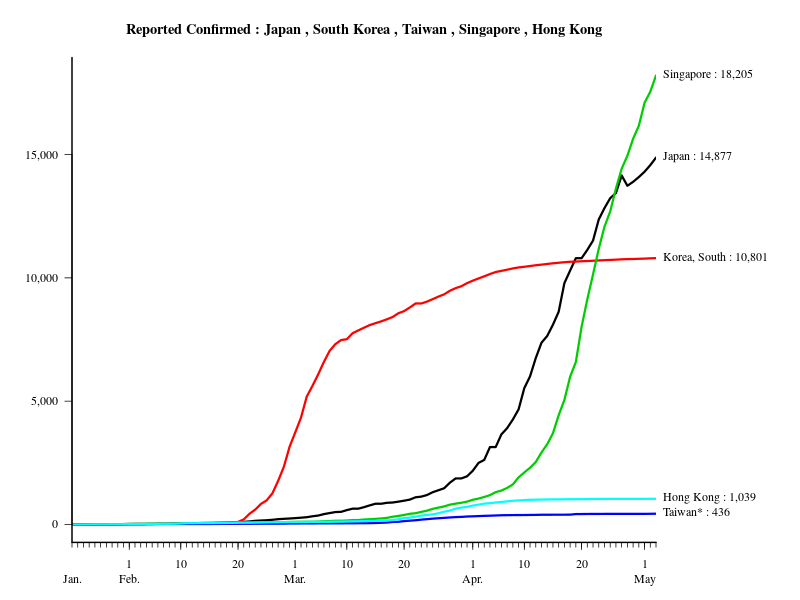 Reported Confirmed : Japan , South Korea , Taiwan , Singapore , Hong Kong
Singapore : 18,205
15,000
Japan : 14,877
Korea, South : 10,801
10,000
5,000
Hong Kong : 1,039
Taiwan* : 436
0
1 10 20 1 10 20 1 10 20 1
Jan. Feb. Mar. Apr. May